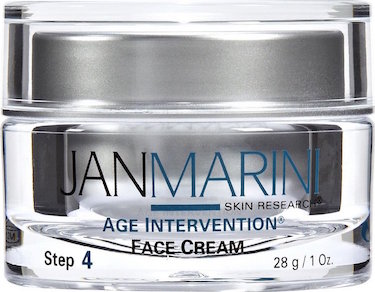 JANMARINI
SKIN RESEARCH®
AGE INTERVENTION®
FACE CREAM
Step 4 28 g / 1 Oz.